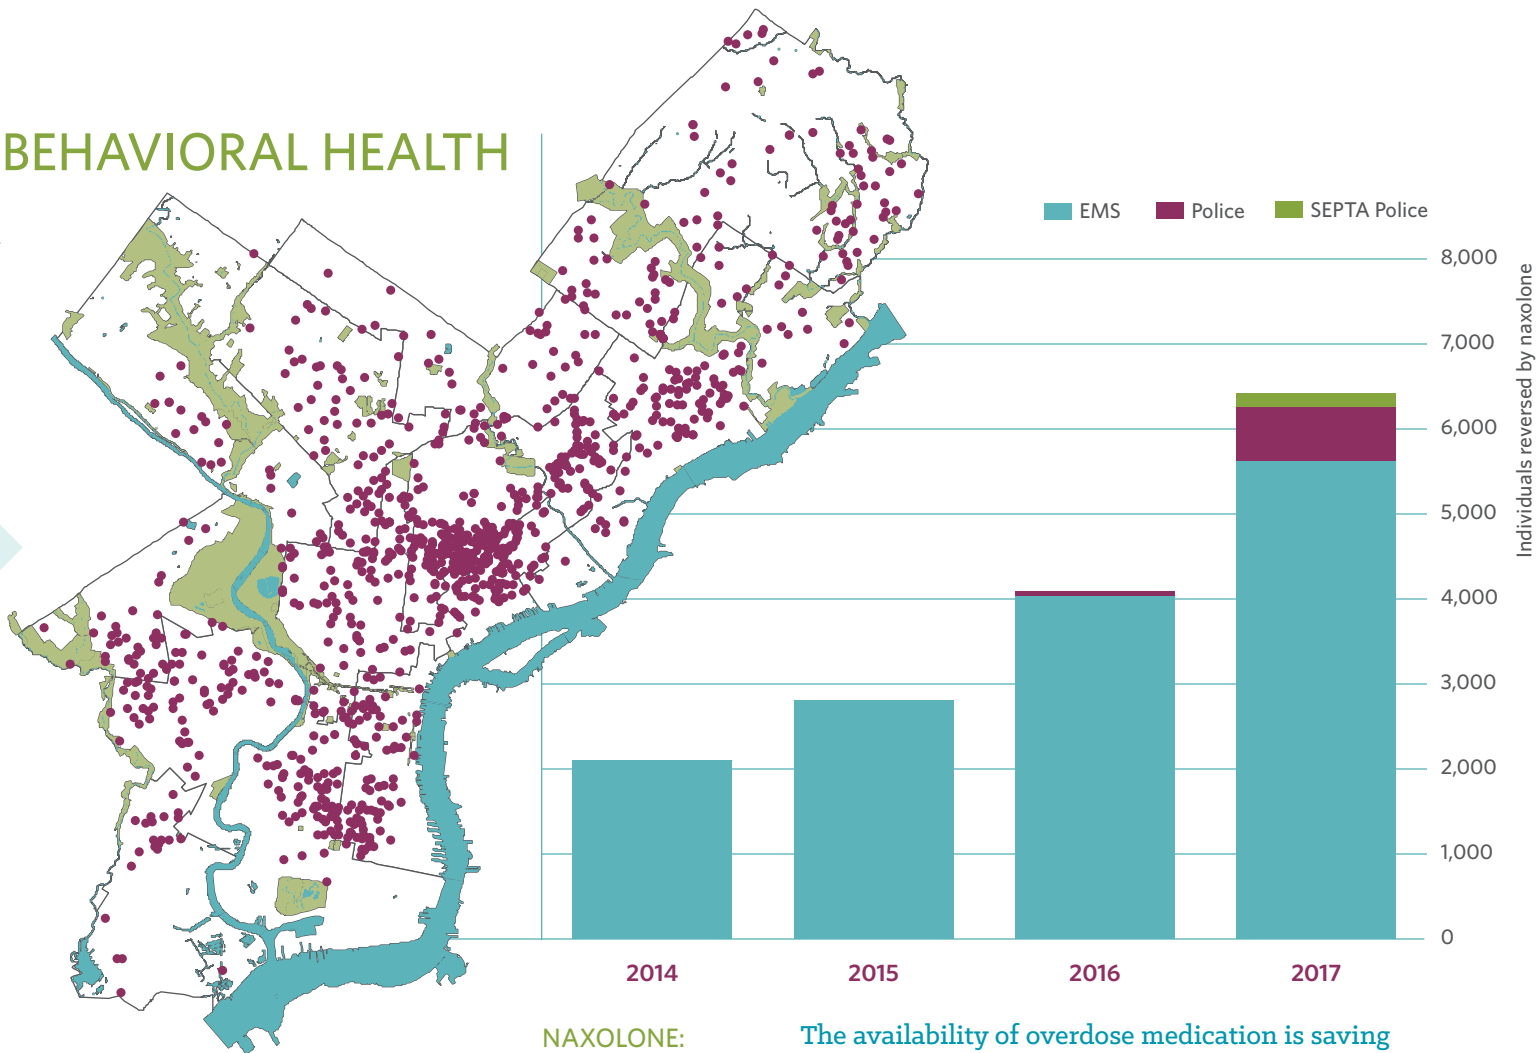 BEHAVIORAL HEALTH
EMS
Police
SEPTA Police
8,000
7,000
6,000
5,000
4,000
3,000
2,000
1,000
0
Individuals reversed by naxolone
2014
2015
2016
2017
NAXOLONE:
The availability of overdose medication is saving